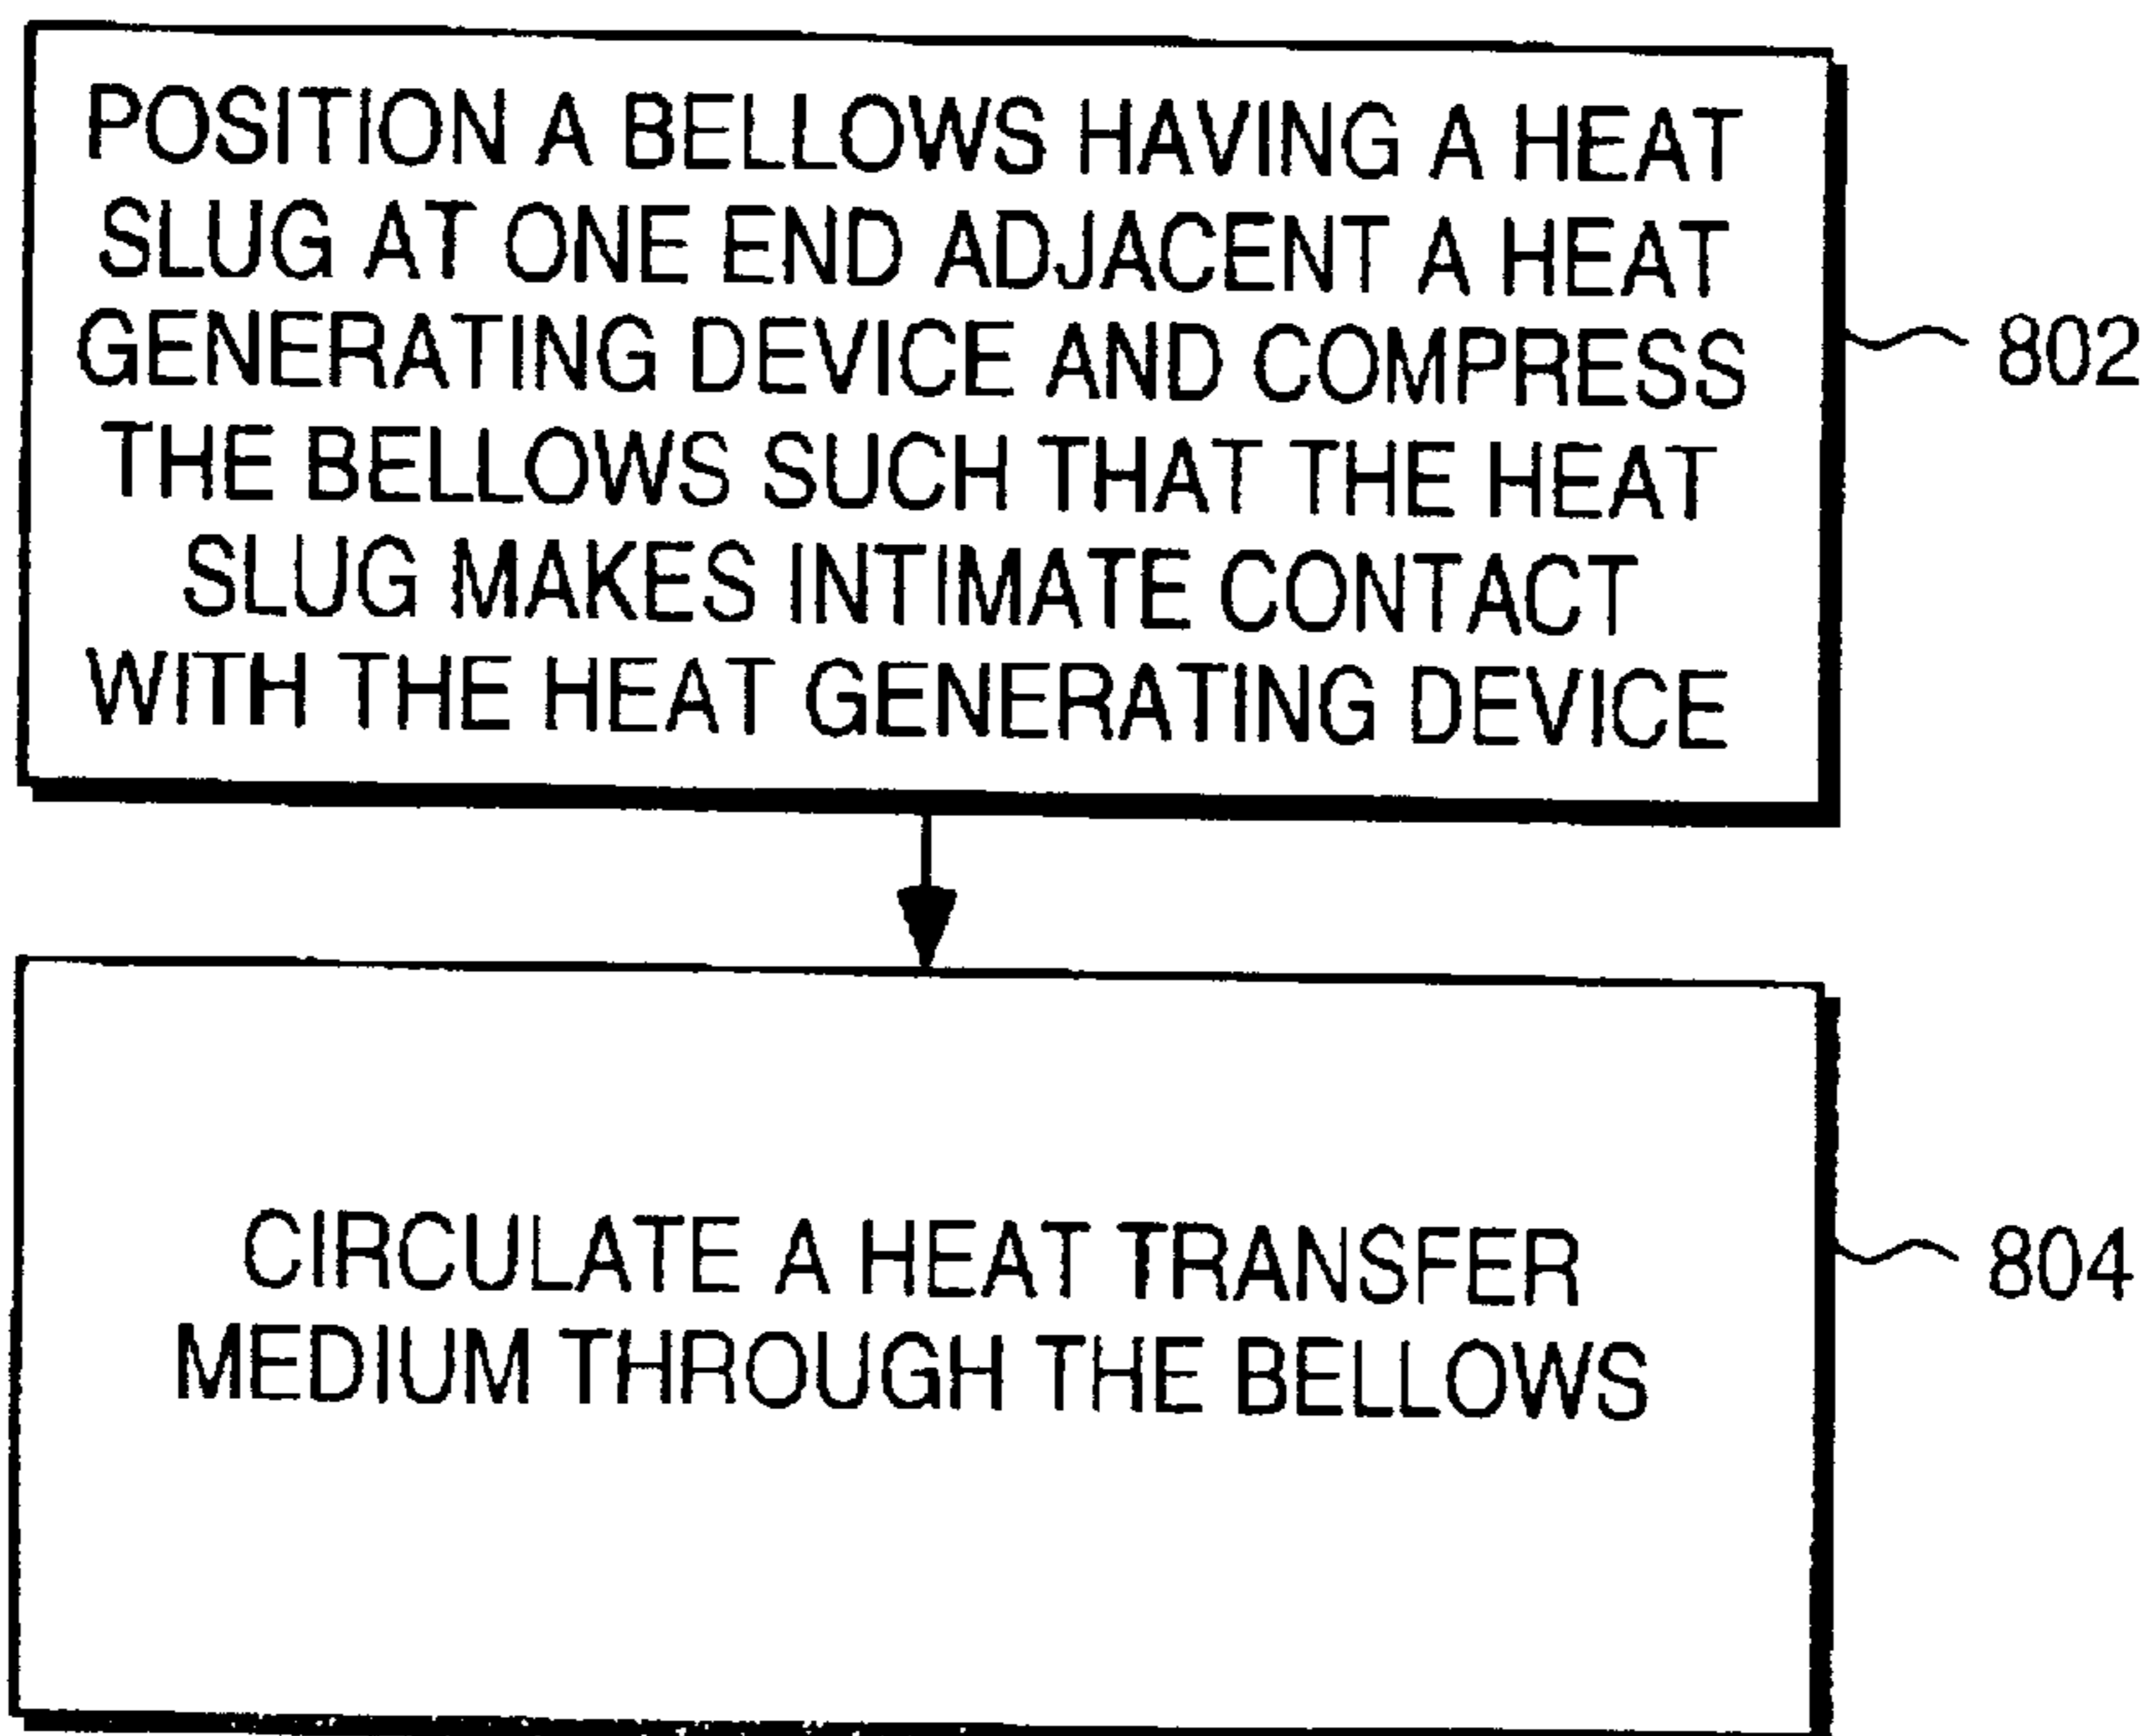 POSITION A BELLOWS HAVING A HEAT
SLUG AT ONE END ADJACENT A HEAT
GENERATING DEVICE AND COMPRESS
THE BELLOWS SUCH THAT THE HEAT
SLUG MAKES INTIMATE CONTACT
WITH THE HEAT GENERATING DEVICE
802
CIRCULATE A HEAT TRANSFER
MEDIUM THROUGH THE BELLOWS
804